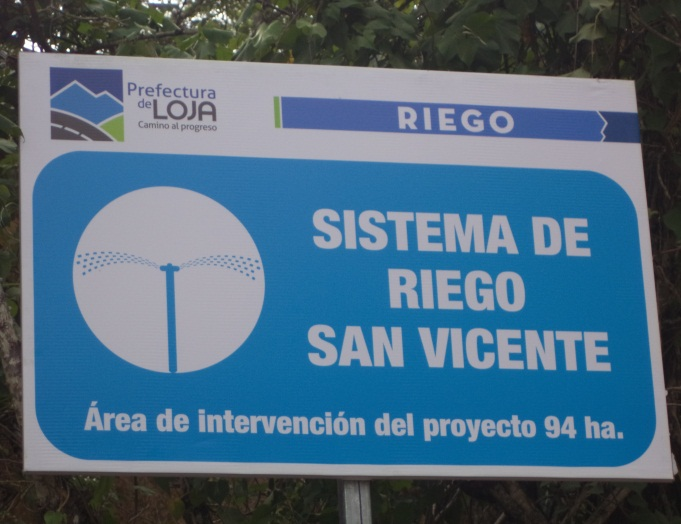 Prefectura
de LOJA
Camino al progreso
RIEGO
SISTEMA DE
RIEGO
SAN VICENTE
Área de intervención del proyecto 94 ha.